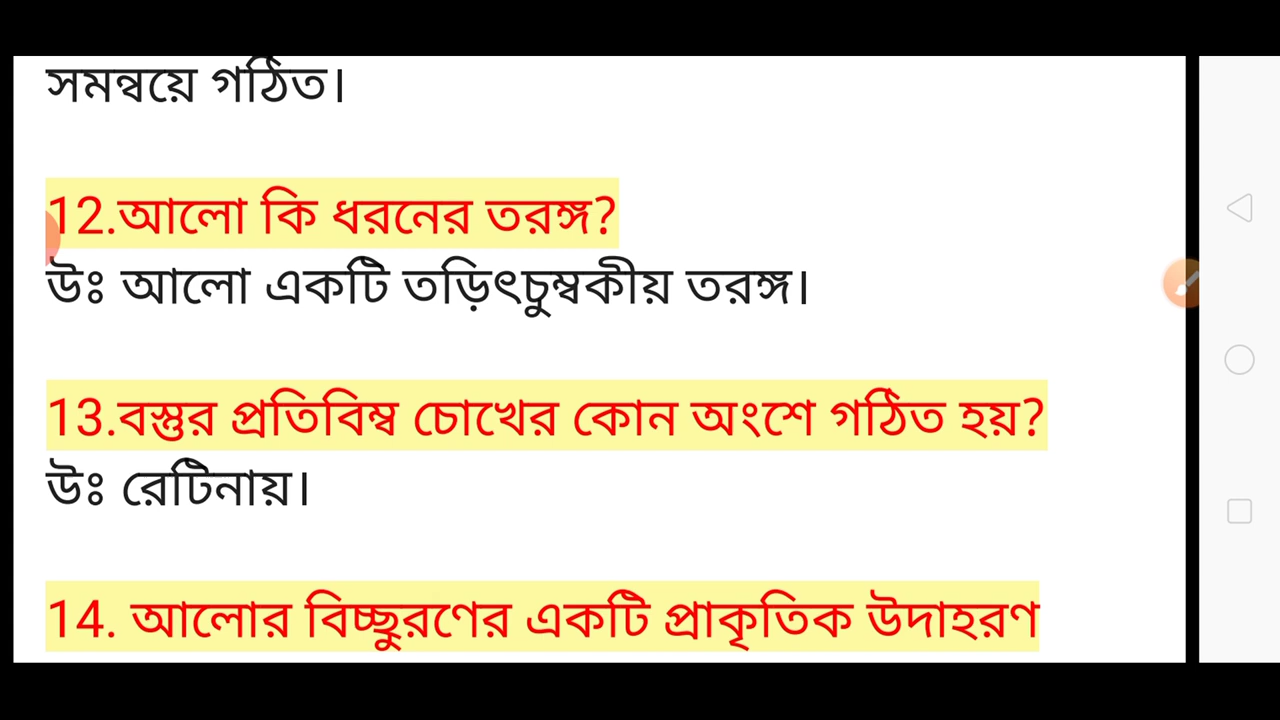 সমন্বয়ে গঠিত।
12.আলো কি ধরনের তরঙ্গ?
উঃ আলো একটি তড়িৎচুম্বকীয় তরঙ্গ।
13.বস্তুর প্রতিবিম্ব চোখের কোন অংশে গঠিত হয়?
উঃ রেটিনায়।
14. আলোর বিচ্ছুরণের একটি প্রাকৃতিক উদাহরণ